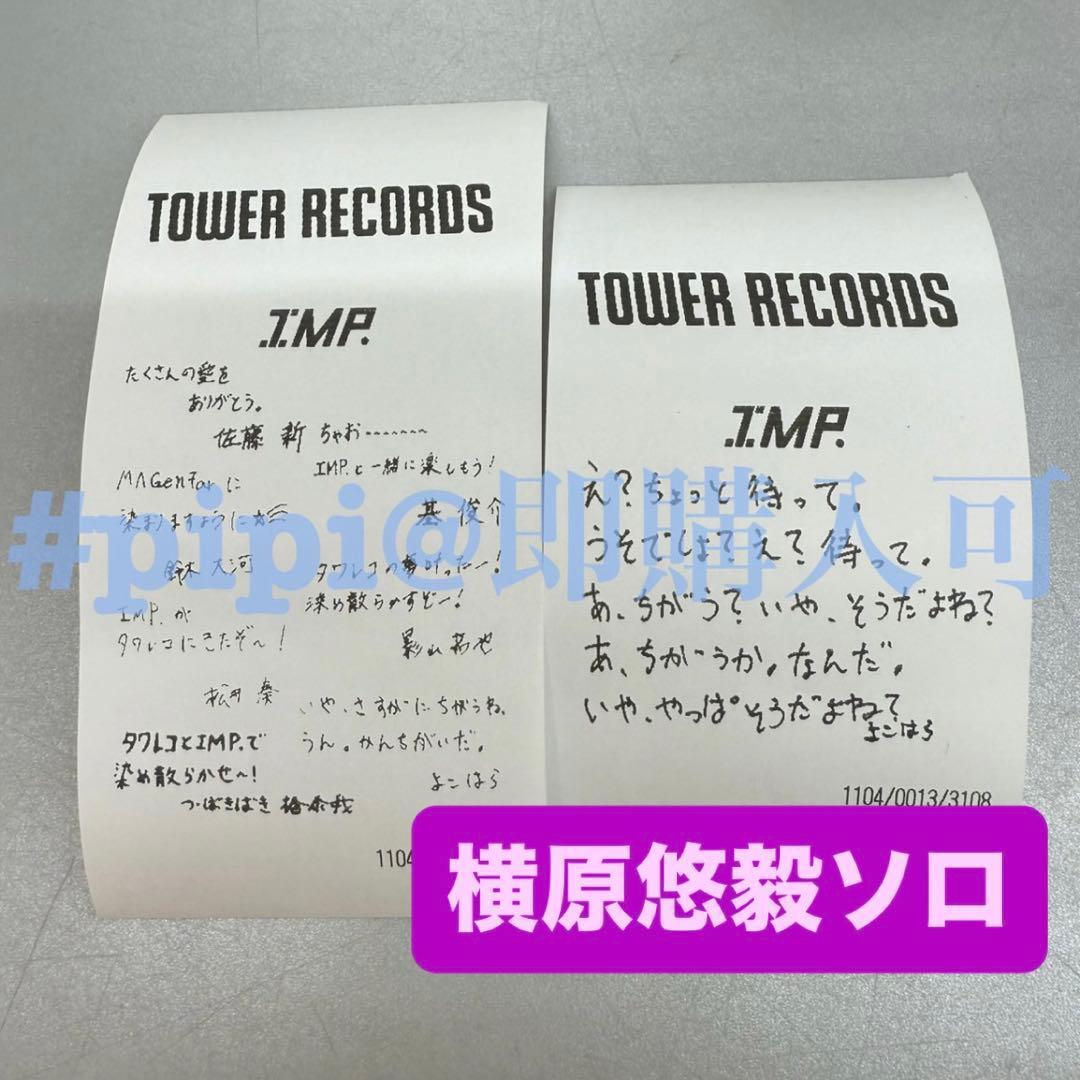 TOWER RECORDS
I.MP.
たくさんの愛を
ありがとう。
佐藤 新
ちゃお~~~~~~~
IMP.と一緒に楽しもう!
基 俊介
MAGentaに
染まりますように
鈴木 大河
タワレコの夢叶ったー!
染め散らかすぞー!
影山拓也
IMP.が
タワレコにきたぞ〜!
松井 奏
いや、さすがにちがうね、
うん。かんちがいだ。
よこはら
タワレコとIMP.で
染め散らかせ〜!
つばきばき 椿泰我
1104
TOWER RECORDS
I.MP.
え?ちょっと待って。
うそでしょ?え?待って。
あ、ちがう?いや、そうだよね?
あ、ちがうか。なんだ。
いや、やっぱそうだよね?
よこはら
1104/0013/3108
#pipi@即購入可
横原悠毅ソロ